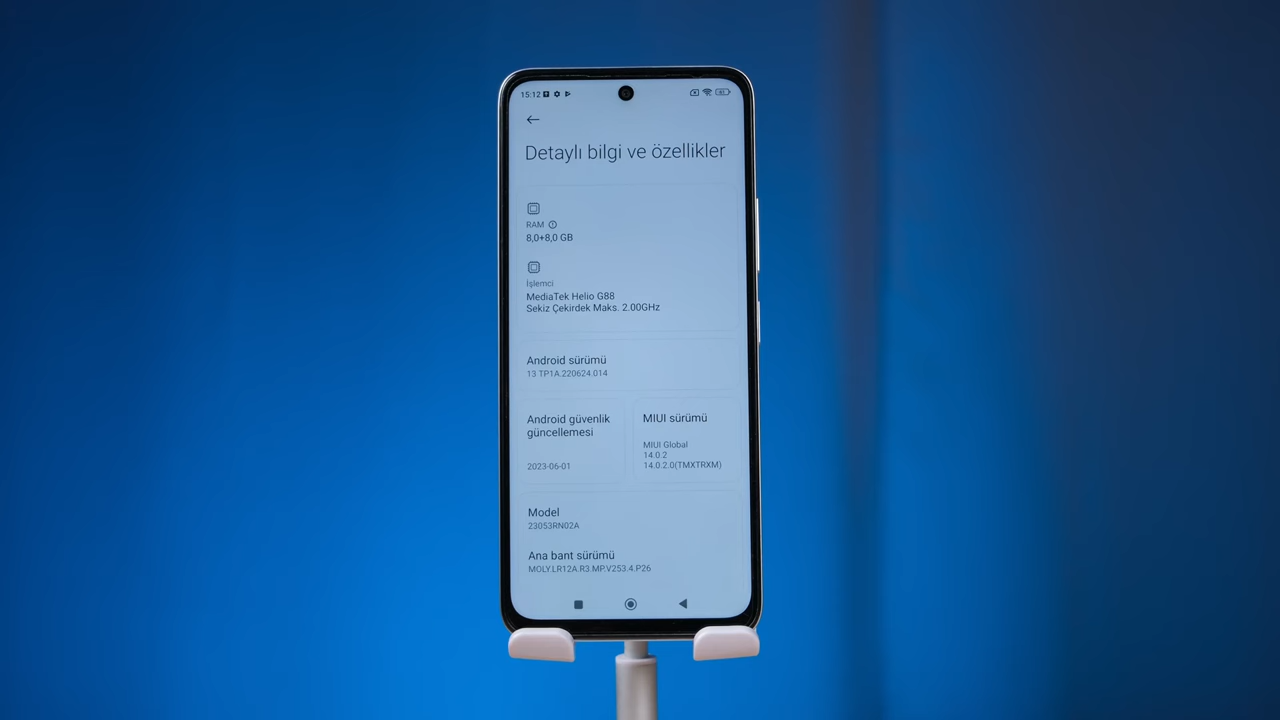 15:12
Detaylı bilgi ve özellikler
RAM
8,0+8,0 GB
İşlemci
MediaTek Helio G88
Sekiz Çekirdek Maks. 2.00GHz
Android sürümü
13 TP1A.220624.014
Android güvenlik
güncellemesi
2023-06-01
MIUI sürümü
MIUI Global
14.0.2
14.0.2.0(TMXTRXM)
Model
23053RN02A
Ana bant sürümü
MOLY.LR12A.R3.MP.V253.4.P26